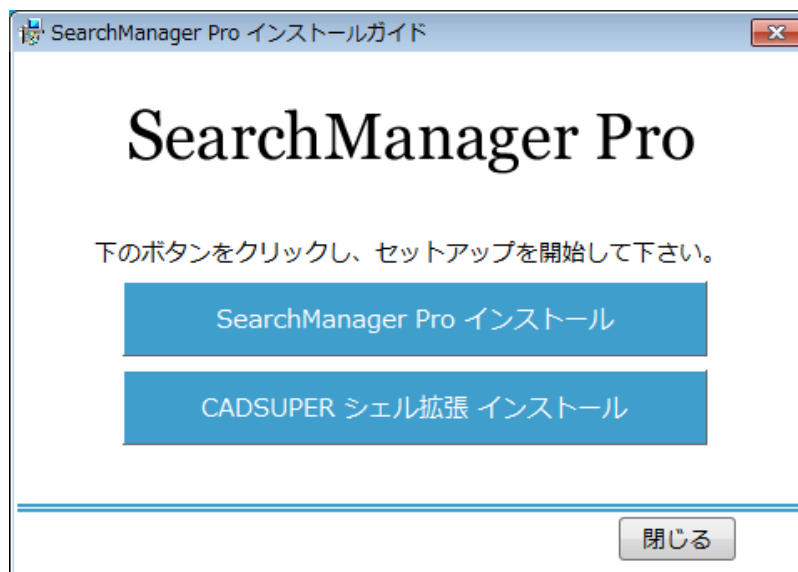 SearchManager Pro インストールガイド
SearchManager Pro
下のボタンをクリックし、セットアップを開始して下さい。
SearchManager Pro インストール
CADSUPER シェル拡張 インストール
閉じる